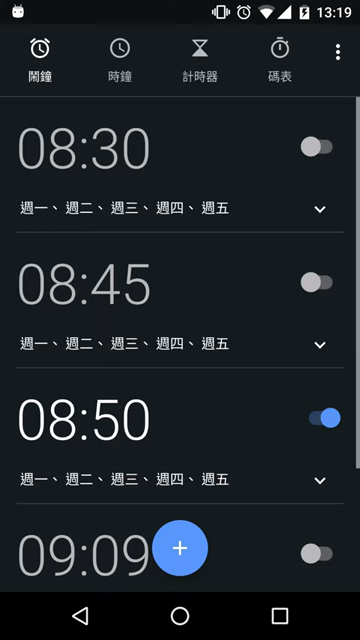 13:19
鬧鐘 時鐘 計時器 碼表
08:30
週一、 週二、 週三、 週四、 週五
08:45
週一、 週二、 週三、 週四、 週五
08:50
週一、 週二、 週三、 週四、 週五
09:09